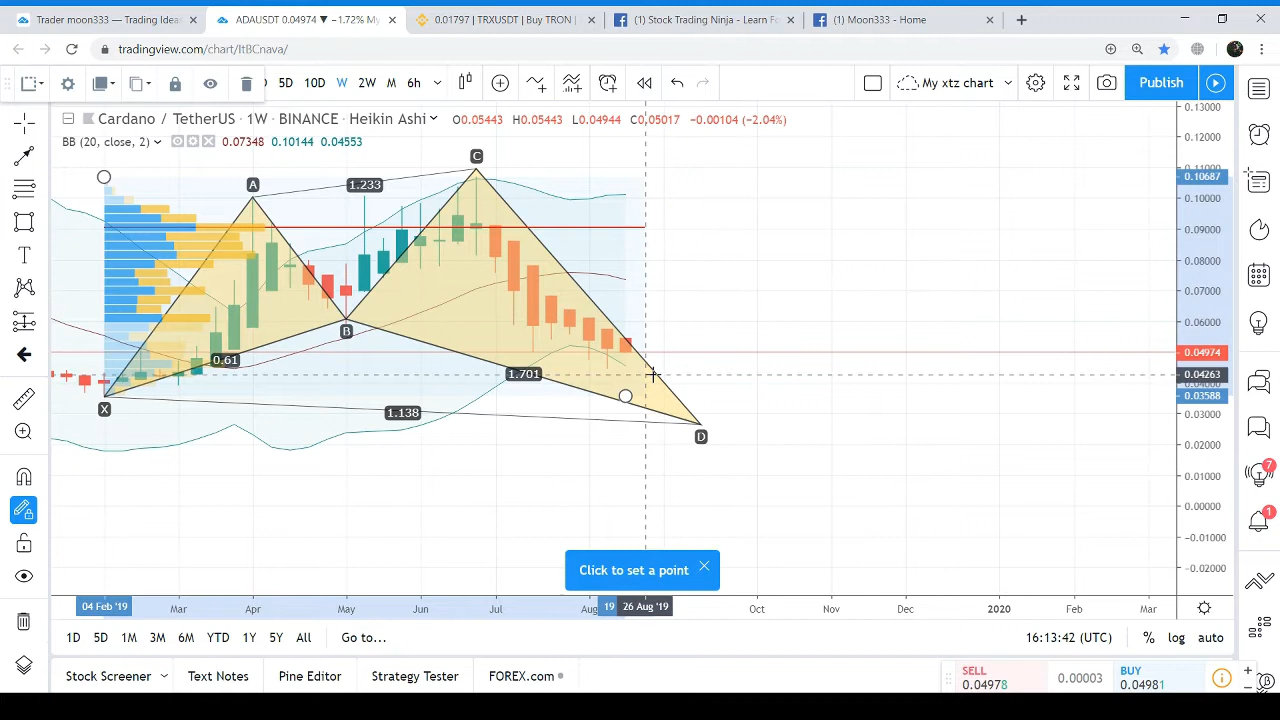 Trader moon333 — Trading Ideas
ADAUSDT 0.04974 ▼ −1.72% My
0.01797 | TRXUSDT | Buy TRON |
(1) Stock Trading Ninja - Learn Fo
(1) Moon333 - Home
tradingview.com/chart/ItBCnava/
5D 10D W 2W M 6h
My xtz chart
Publish
Cardano / TetherUS · 1W · BINANCE · Heikin Ashi
O0.05443 H0.05443 L0.04944 C0.05017 −0.00104 (−2.04%)
BB (20, close, 2) 0.07348 0.10144 0.04553
0.13000
0.12000
0.10687
0.09000
0.08000
0.07000
0.06000
0.04974
0.04263
0.03588
0.03000
0.02000
0.01000
0.00000
−0.01000
−0.02000
C
A
1.233
B
0.61
1.701
X
1.138
D
7
1
Click to set a point
04 Feb '19 Mar Apr May Jun Jul Aug 19 26 Aug '19 Oct Nov Dec 2020 Feb Mar
1D 5D 1M 3M 6M YTD 1Y 5Y All Go to... 16:13:42 (UTC) % log auto
Stock Screener Text Notes Pine Editor Strategy Tester FOREX.com
SELL
0.04978
0.00003
BUY
0.04981